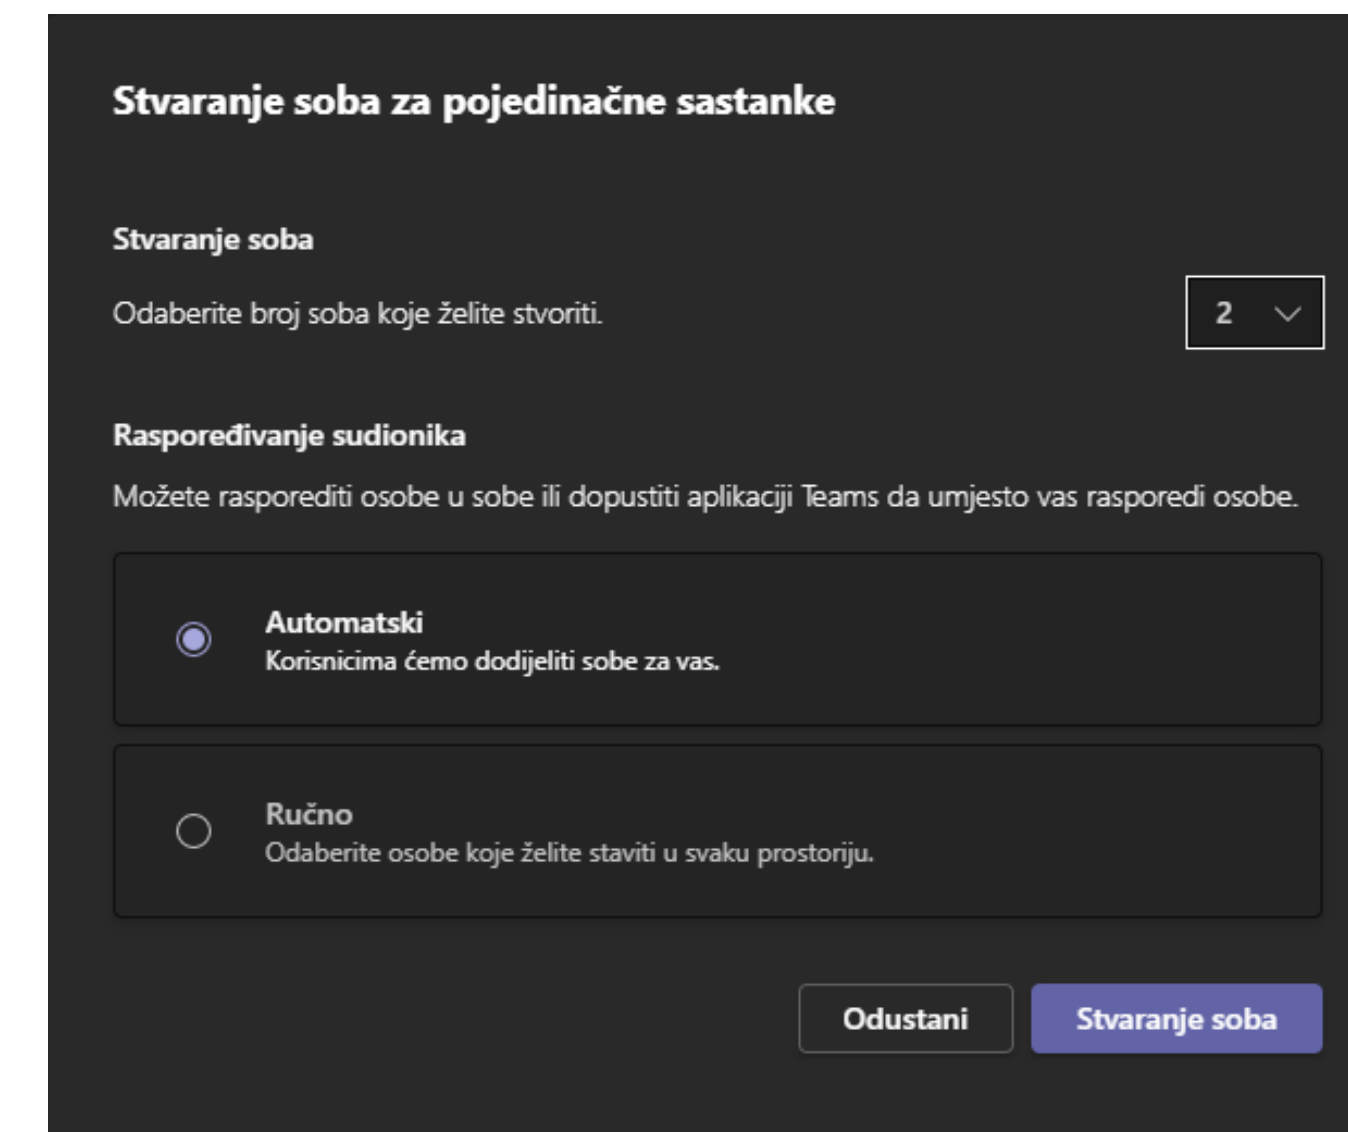 Stvaranje soba za pojedinačne sastanke
Stvaranje soba
Odaberite broj soba koje želite stvoriti.
2
Raspoređivanje sudionika
Možete rasporediti osobe u sobe ili dopustiti aplikaciji Teams da umjesto vas rasporedi osobe.
Automatski
Korisnicima ćemo dodijeliti sobe za vas.
Ručno
Odaberite osobe koje želite staviti u svaku prostoriju.
Odustani
Stvaranje soba